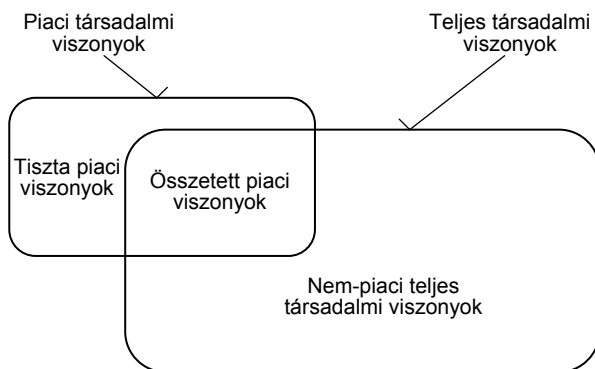 Piaci társadalmi
viszonyok
Teljes társadalmi
viszonyok
Tiszta piaci
viszonyok
Összetett piaci
viszonyok
Nem-piaci teljes
társadalmi viszonyok